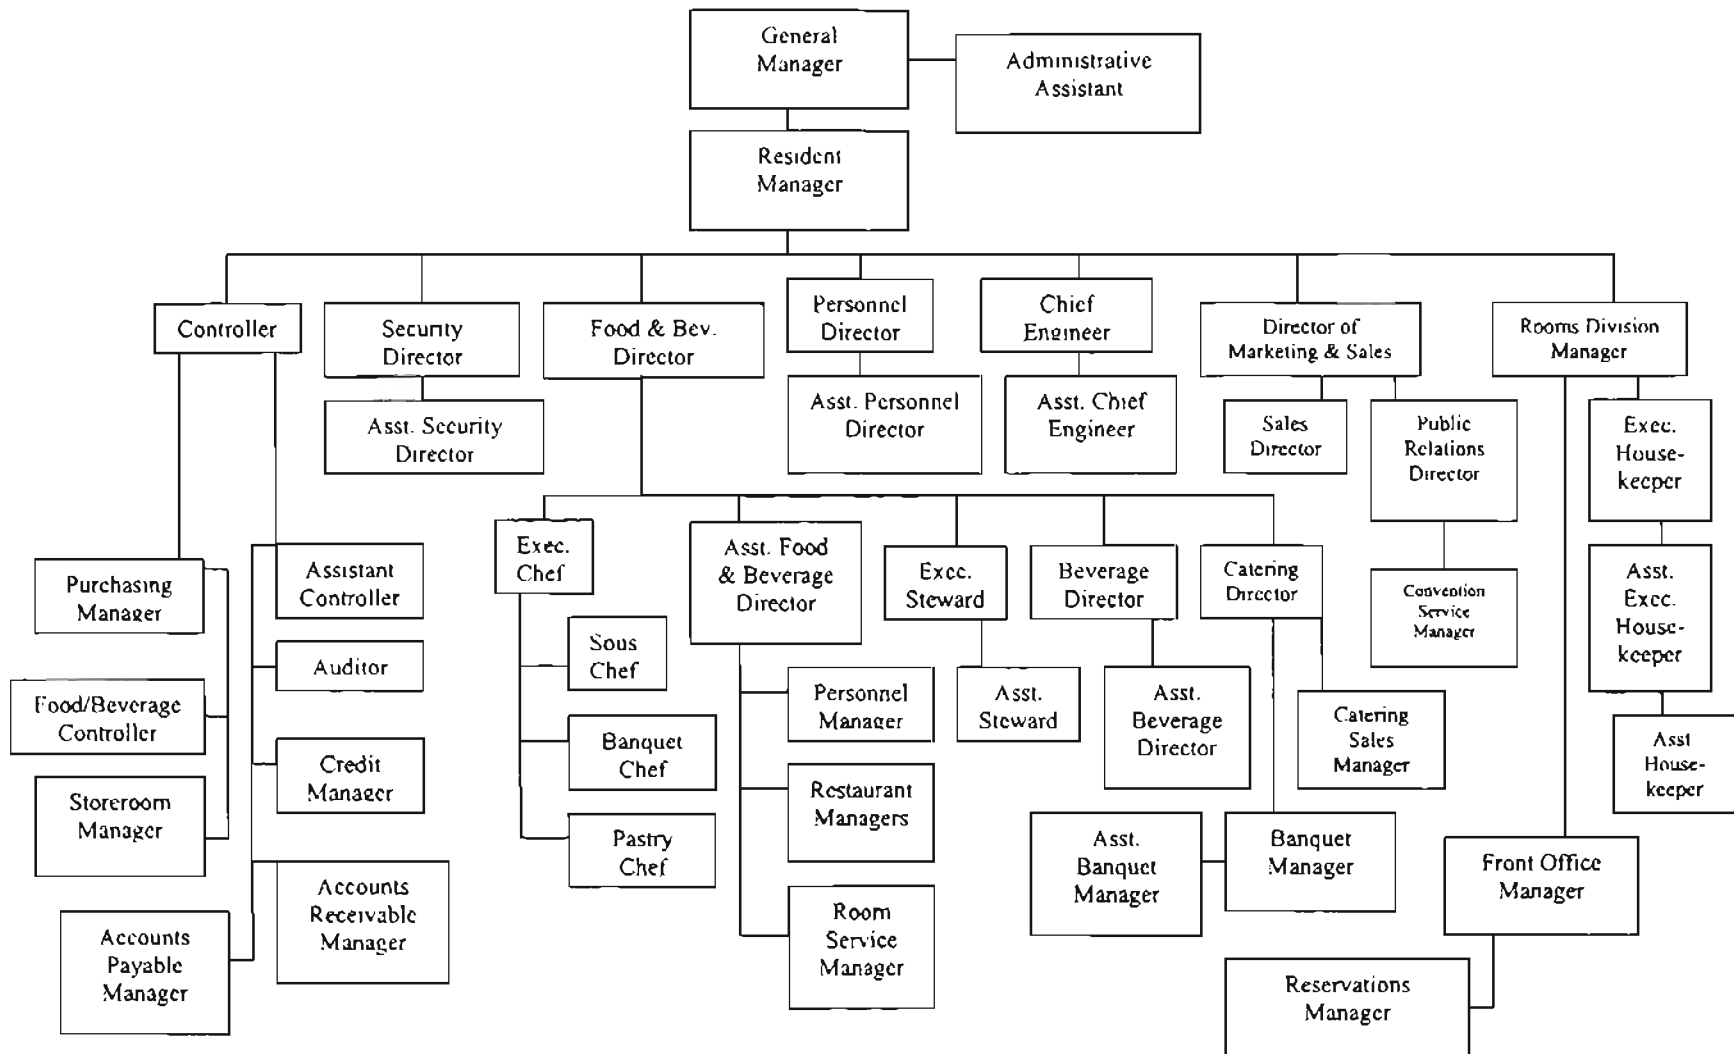 General
Manager
Administrative
Assistant
Resident
Manager
Controller
Security
Director
Food & Bev.
Director
Personnel
Director
Chief
Engineer
Director of
Marketing & Sales
Rooms Division
Manager
Asst. Security
Director
Asst. Personnel
Director
Asst. Chief
Engineer
Sales
Director
Public
Relations
Director
Exec.
House-
keeper
Purchasing
Manager
Assistant
Controller
Exec.
Chef
Asst. Food
& Beverage
Director
Exec.
Steward
Beverage
Director
Catering
Director
Convention
Service
Manager
Asst.
Exec.
House-
keeper
Auditor
Sous
Chef
Food/Beverage
Controller
Personnel
Manager
Asst.
Steward
Asst.
Beverage
Director
Catering
Sales
Manager
Asst
House-
keeper
Credit
Manager
Banquet
Chef
Storeroom
Manager
Restaurant
Managers
Pastry
Chef
Asst.
Banquet
Manager
Banquet
Manager
Front Office
Manager
Accounts
Receivable
Manager
Accounts
Payable
Manager
Room
Service
Manager
Reservations
Manager